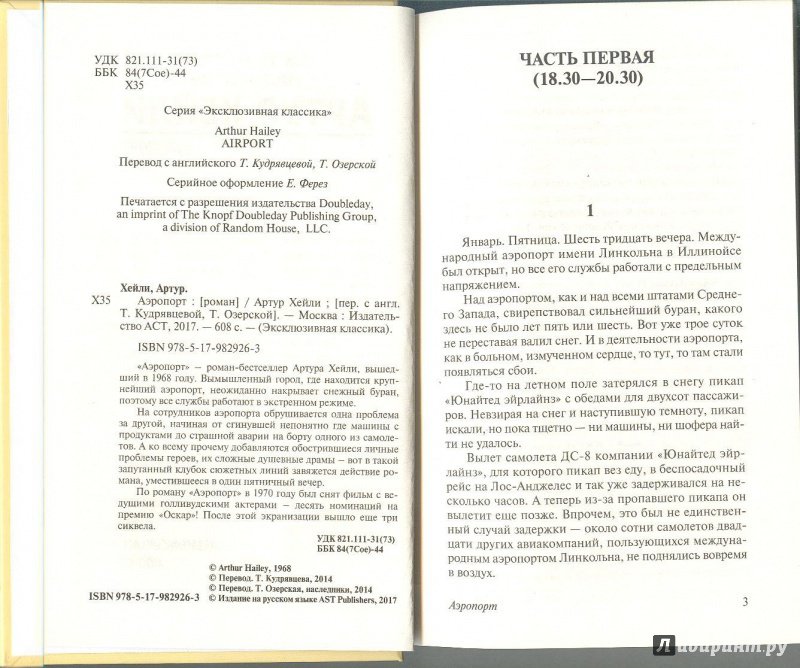 УДК 821.111-31(73)
ББК 84(7Сое)-44
Х35
Серия «Эксклюзивная классика»
Arthur Hailey
AIRPORT
Перевод с английского Т. Кудрявцевой, Т. Озерской
Серийное оформление Е. Ферез
Печатается с разрешения издательства Doubleday,
an imprint of The Knopf Doubleday Publishing Group,
a division of Random House, LLC.
Хейли, Артур.
Х35 Аэропорт : [роман] / Артур Хейли ; [пер. с англ.
Т. Кудрявцевой, Т. Озерской]. — Москва : Издатель-
ство АСТ, 2017. — 608 с. — (Эксклюзивная классика).
ISBN 978-5-17-982926-3
«Аэропорт» – роман-бестселлер Артура Хейли, вышед-
ший в 1968 году. Вымышленный город, где находится круп-
нейший аэропорт, неожиданно накрывает снежный буран,
поэтому все службы работают в экстренном режиме.
На сотрудников аэропорта обрушивается одна проблема
за другой, начиная от сгинувшей непонятно где машины с
продуктами до страшной аварии на борту одного из самоле-
тов. А ко всему прочему добавляются обострившиеся личные
проблемы героев, их сложные душевные драмы – вот в такой
запутанный клубок сюжетных линий завяжется действие рома-
на, уместившееся в один пятничный вечер.
По роману «Аэропорт» в 1970 году был снят фильм с ве-
дущими голливудскими актерами — десять номинаций на
премию «Оскар»! После этой экранизации вышло еще три
сиквела.
УДК 821.111-31(73)
ББК 84(7Сое)-44
© Arthur Hailey, 1968
© Перевод. Т. Кудрявцева, 2014
© Перевод. Т. Озерская, наследники, 2014
ISBN 978-5-17-982926-3 © Издание на русском языке AST Publishers, 2017
ЧАСТЬ ПЕРВАЯ
(18.30—20.30)
1
Январь. Пятница. Шесть тридцать вечера. Между-
народный аэропорт имени Линкольна в Иллинойсе
был открыт, но все его службы работали с предельным
напряжением.
Над аэропортом, как и над всеми штатами Средне-
го Запада, свирепствовал сильнейший буран, какого
здесь не было лет пять или шесть. Вот уже трое суток
не переставая валил снег. И в деятельности аэропорта,
как в больном, измученном сердце, то тут, то там стали
появляться сбои.
Где-то на летном поле затерялся в снегу пикап
«Юнайтед эйрлайнз» с обедами для двухсот пассажи-
ров. Невзирая на снег и наступившую темноту, пикап
искали, но пока тщетно — ни машины, ни шофера най-
ти не удалось.
Вылет самолета ДС-8 компании «Юнайтед эйр-
лайнз», для которого пикап вез еду, в беспосадочный
рейс на Лос-Анджелес и так уже задерживался на не-
сколько часов. А теперь из-за пропавшего пикапа он
вылетит еще позже. Впрочем, это был не единствен-
ный случай задержки — около сотни самолетов двад-
цати других авиакомпаний, пользующихся междуна-
родным аэропортом Линкольна, не поднялись вовремя
в воздух.
Аэропорт 3
Лабиринт.ру